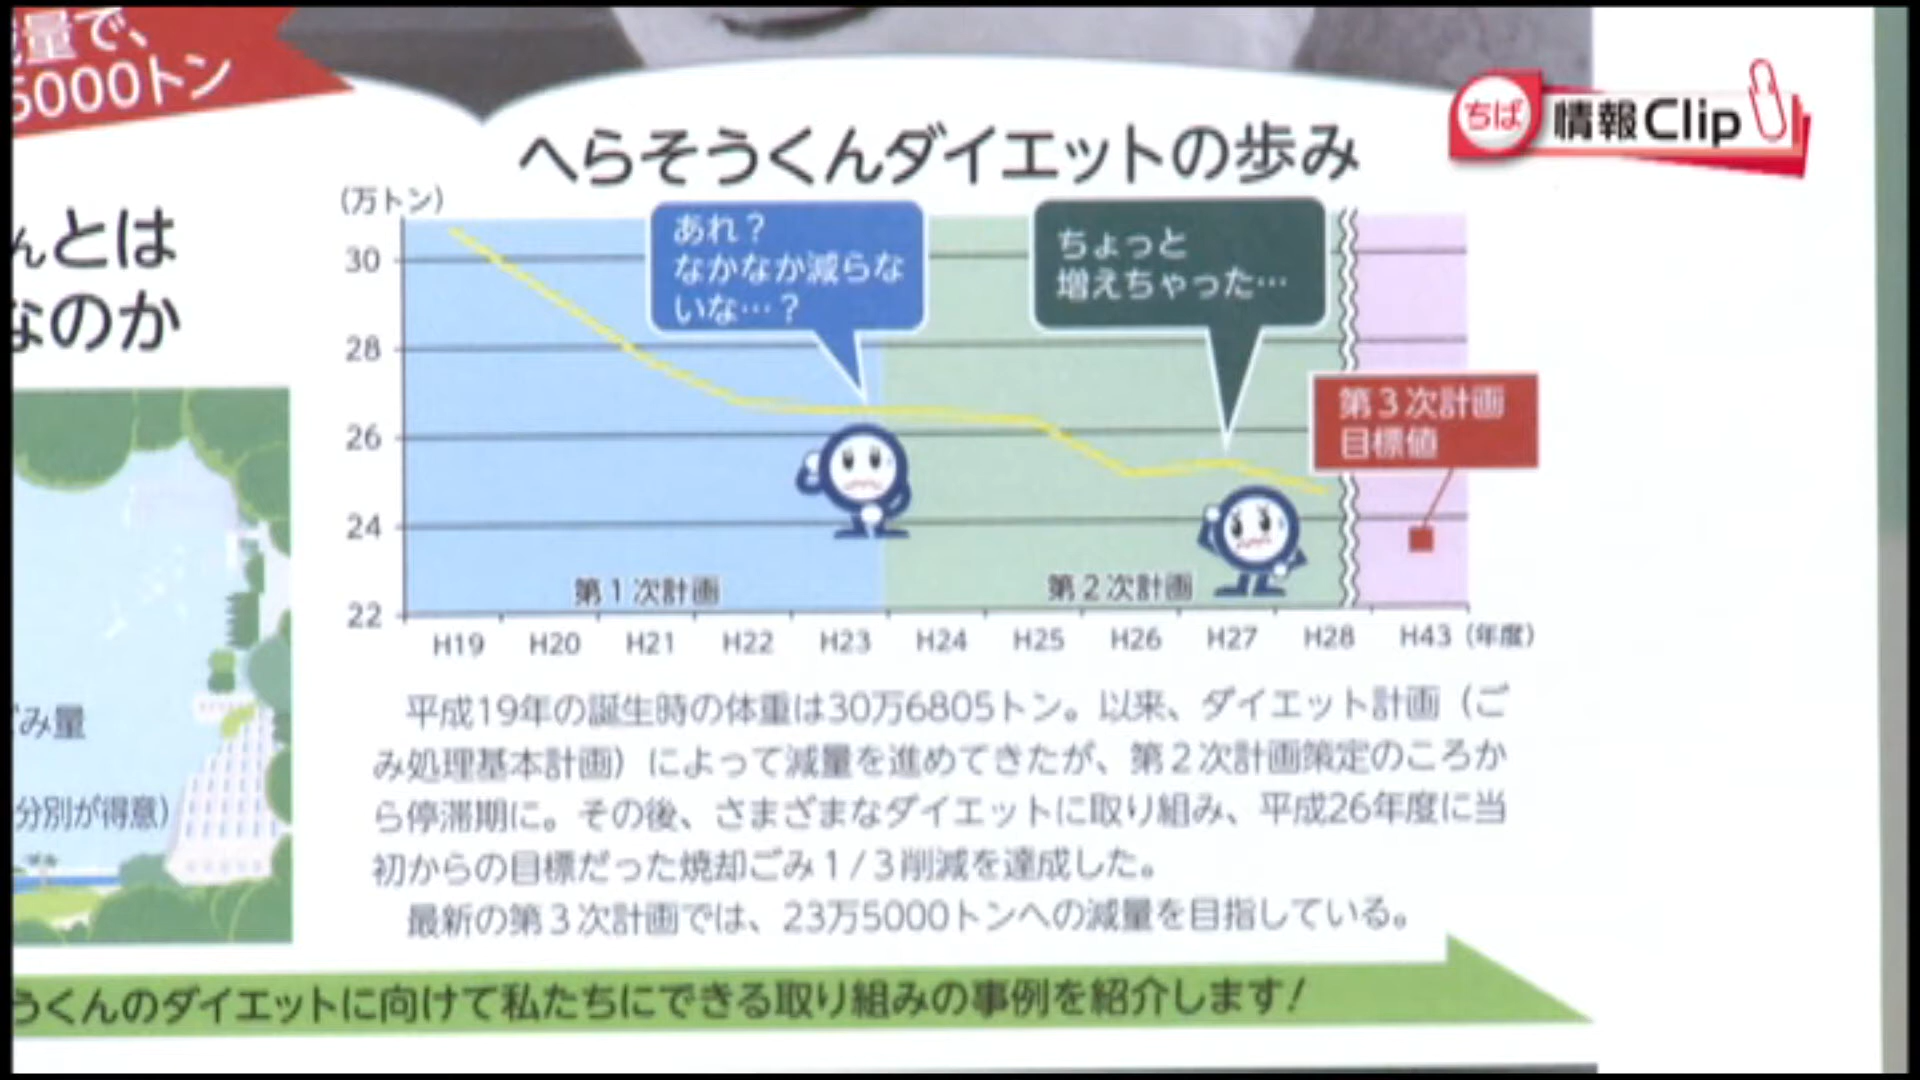 量で、
5000トン
ちば 情報Clip
へらそうくんダイエットの歩み
(万トン)
あれ？
なかなか減らな
いな…？
ちょっと
増えちゃった…
んとは
なのか
30
28
26
24
22
第３次計画
目標値
第１次計画
第２次計画
H19 H20 H21 H22 H23 H24 H25 H26 H27 H28 H43 (年度)
平成19年の誕生時の体重は30万6805トン。以来、ダイエット計画（ご
み処理基本計画）によって減量を進めてきたが、第２次計画策定のころか
ら停滞期に。その後、さまざまなダイエットに取り組み、平成26年度に当
初からの目標だった焼却ごみ１/３削減を達成した。
最新の第３次計画では、23万5000トンへの減量を目指している。
ごみ量
分別が得意)
うくんのダイエットに向けて私たちにできる取り組みの事例を紹介します!